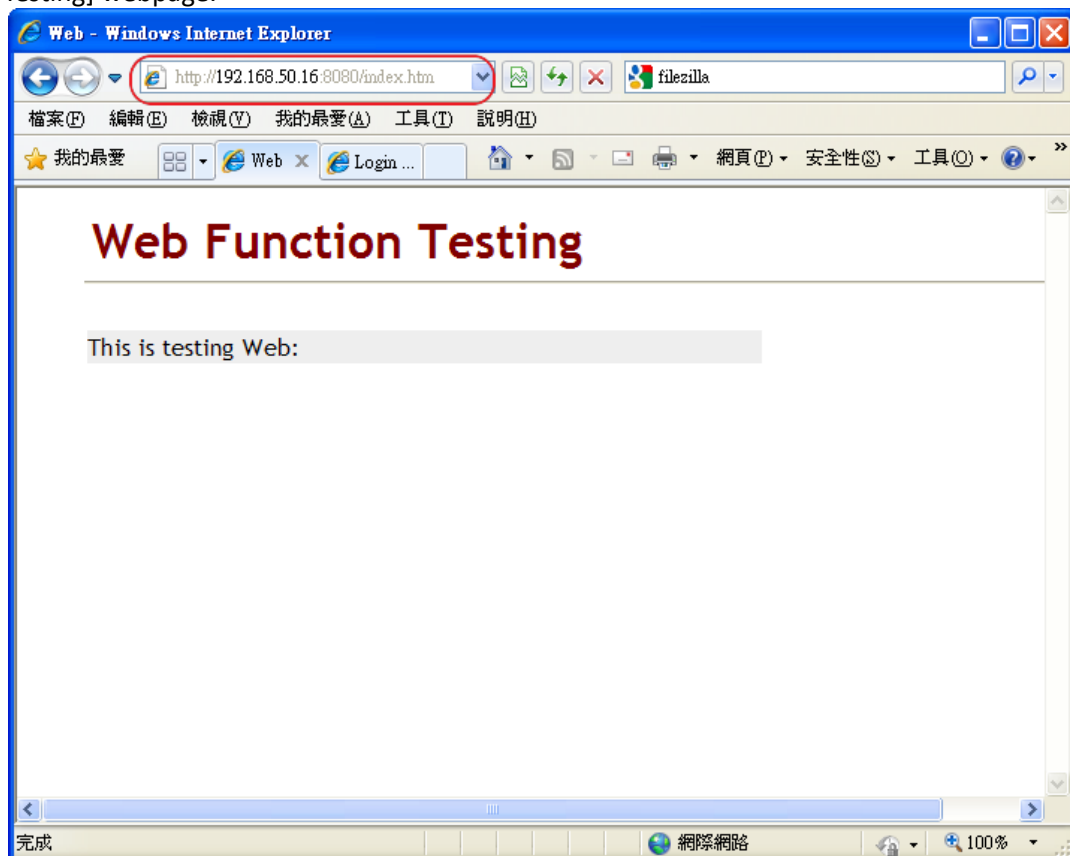 Testing] webpage.
Web - Windows Internet Explorer
http://192.168.50.16:8080/index.htm
filezilla
檔案(F) 編輯(E) 檢視(V) 我的最愛(A) 工具(T) 說明(H)
我的最愛 Web Login ... 網頁(P) 安全性(S) 工具(O)
Web Function Testing
This is testing Web:
完成 網際網路 100%